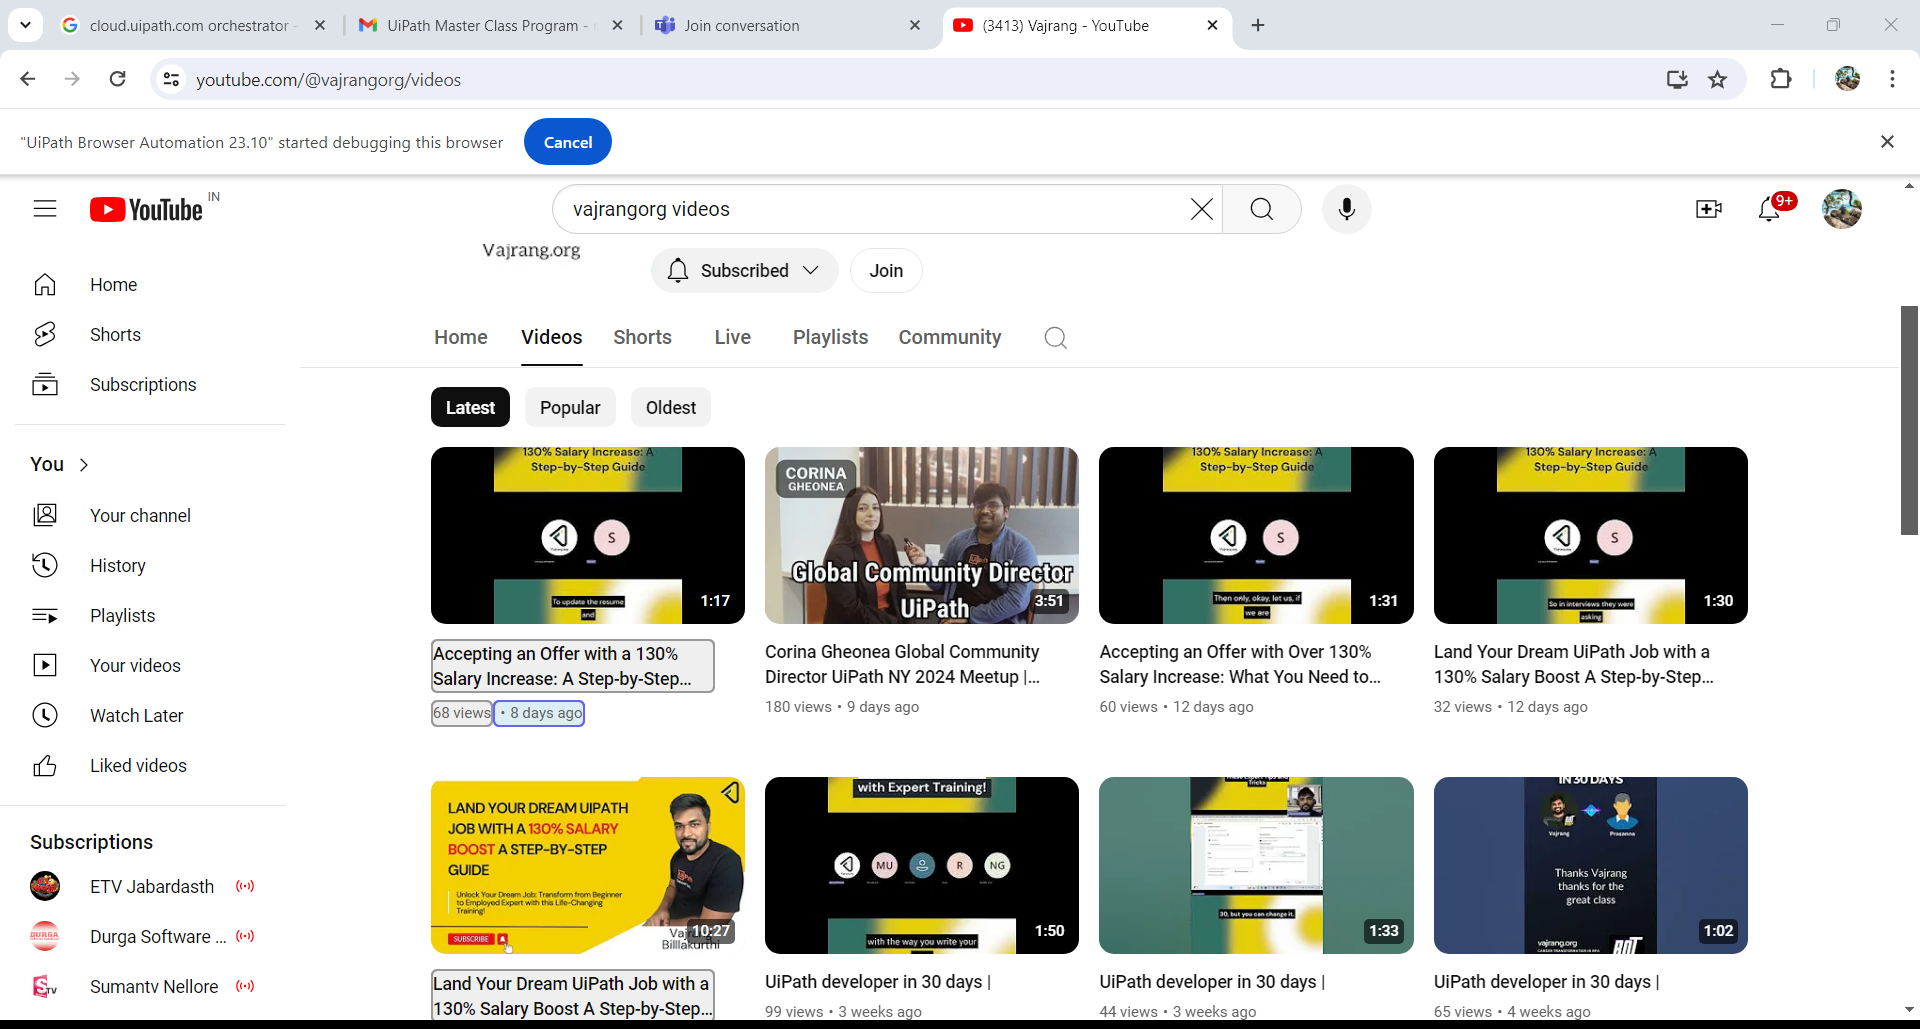 cloud.uipath.com orchestrator -
UiPath Master Class Program -
Join conversation
(3413) Vajrang - YouTube
youtube.com/@vajrangorg/videos
"UiPath Browser Automation 23.10" started debugging this browser
Cancel
YouTube IN
vajrangorg videos
9+
Vajrang.org
Subscribed
Join
Home
Shorts
Subscriptions
You
Your channel
History
Playlists
Your videos
Watch Later
Liked videos
Subscriptions
ETV Jabardasth
Durga Software ...
Sumantv Nellore
Home Videos Shorts Live Playlists Community
Latest Popular Oldest
130% Salary Increase: A
Step-by-Step Guide
S
To update the resume
and
1:17
Accepting an Offer with a 130%
Salary Increase: A Step-by-Step...
68 views • 8 days ago
CORINA
GHEONEA
Global Community Director
UiPath
3:51
Corina Gheonea Global Community
Director UiPath NY 2024 Meetup |...
180 views • 9 days ago
130% Salary Increase: A
Step-by-Step Guide
S
Then only, okay, let us, if
we are
1:31
Accepting an Offer with Over 130%
Salary Increase: What You Need to...
60 views • 12 days ago
130% Salary Increase: A
Step-by-Step Guide
S
So in interviews they were
asking
1:30
Land Your Dream UiPath Job with a
130% Salary Boost A Step-by-Step...
32 views • 12 days ago
LAND YOUR DREAM UIPATH
JOB WITH A 130% SALARY
BOOST A STEP-BY-STEP
GUIDE
Unlock Your Dream Job: Transform from Beginner
to Employed Expert with this Life-Changing
Training!
SUBSCRIBE
Billlakurthi
10:27
Land Your Dream UiPath Job with a
130% Salary Boost A Step-by-Step...
with Expert Training!
MU R NG
with the way you write your
1:50
UiPath developer in 30 days |
99 views • 3 weeks ago
Tricks
30, but you can change it.
1:33
UiPath developer in 30 days |
44 views • 3 weeks ago
IN 30 DAYS
Vajrang Prasanna
Thanks Vajrang
thanks for the
great class
vajrang.org
BOT
1:02
UiPath developer in 30 days |
65 views • 4 weeks ago